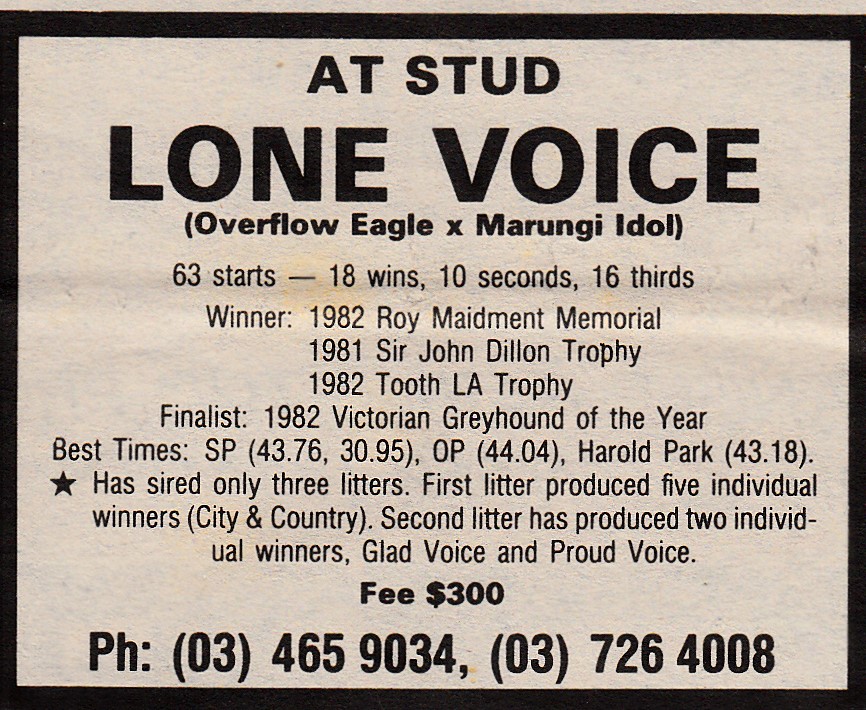 AT STUD
LONE VOICE
(Overflow Eagle x Marungi Idol)
63 starts — 18 wins, 10 seconds, 16 thirds
Winner: 1982 Roy Maidment Memorial
1981 Sir John Dillon Trophy
1982 Tooth LA Trophy
Finalist: 1982 Victorian Greyhound of the Year
Best Times: SP (43.76, 30.95), OP (44.04), Harold Park (43.18).
★ Has sired only three litters. First litter produced five individual
winners (City & Country). Second litter has produced two individ-
ual winners, Glad Voice and Proud Voice.
Fee $300
Ph: (03) 465 9034, (03) 726 4008